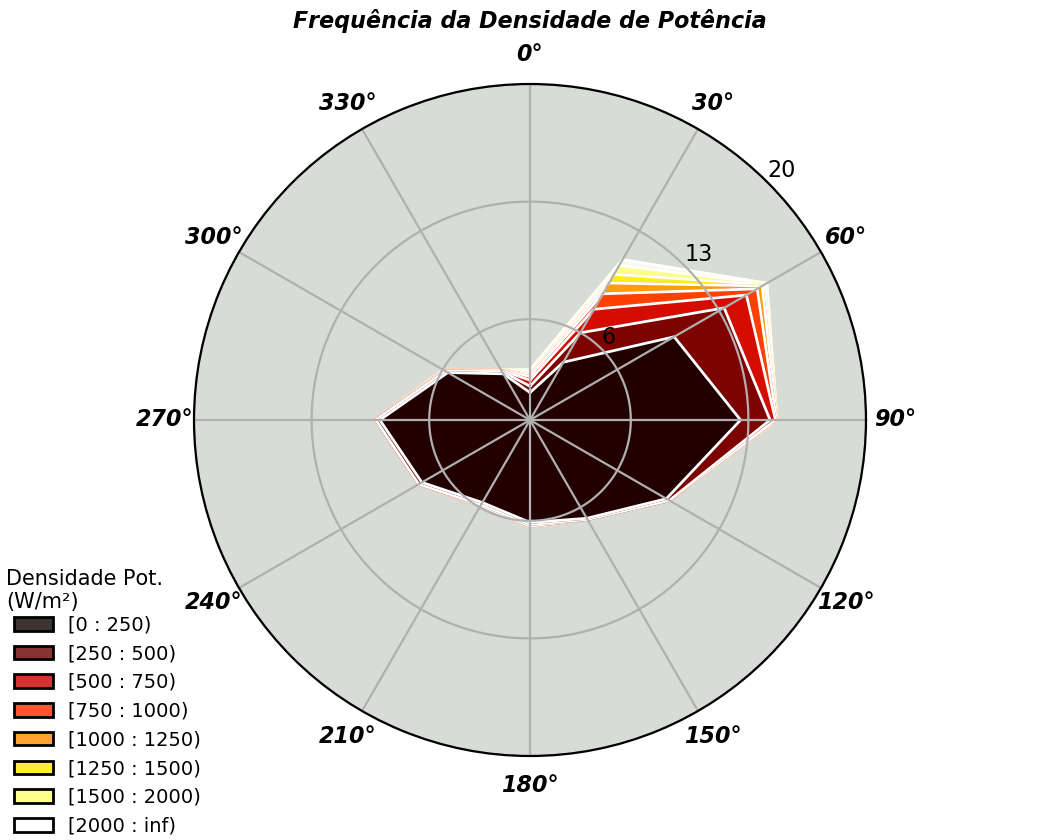 Frequência da Densidade de Potência
0°
330°
30°
20
300°
60°
13
6
270°
90°
240°
120°
210°
150°
180°
Densidade Pot.
(W/m²)
[0 : 250)
[250 : 500)
[500 : 750)
[750 : 1000)
[1000 : 1250)
[1250 : 1500)
[1500 : 2000)
[2000 : inf)